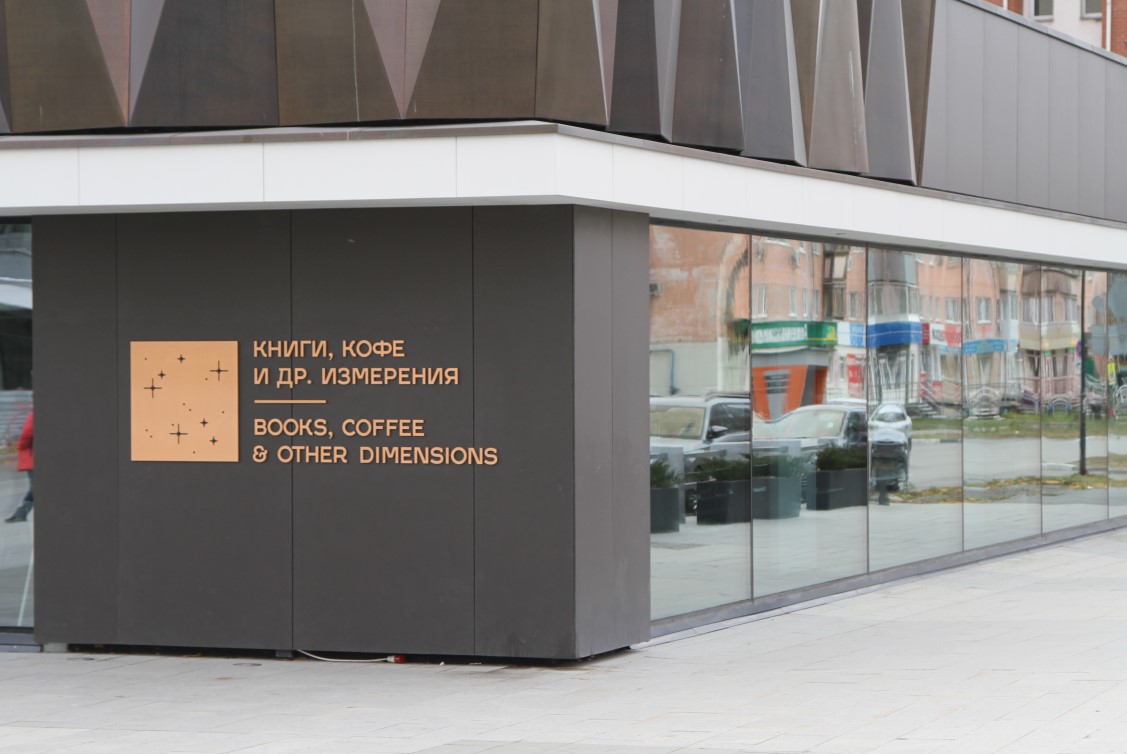 КНИГИ, КОФЕ
И ДР. ИЗМЕРЕНИЯ
BOOKS, COFFEE
& OTHER DIMENSIONS